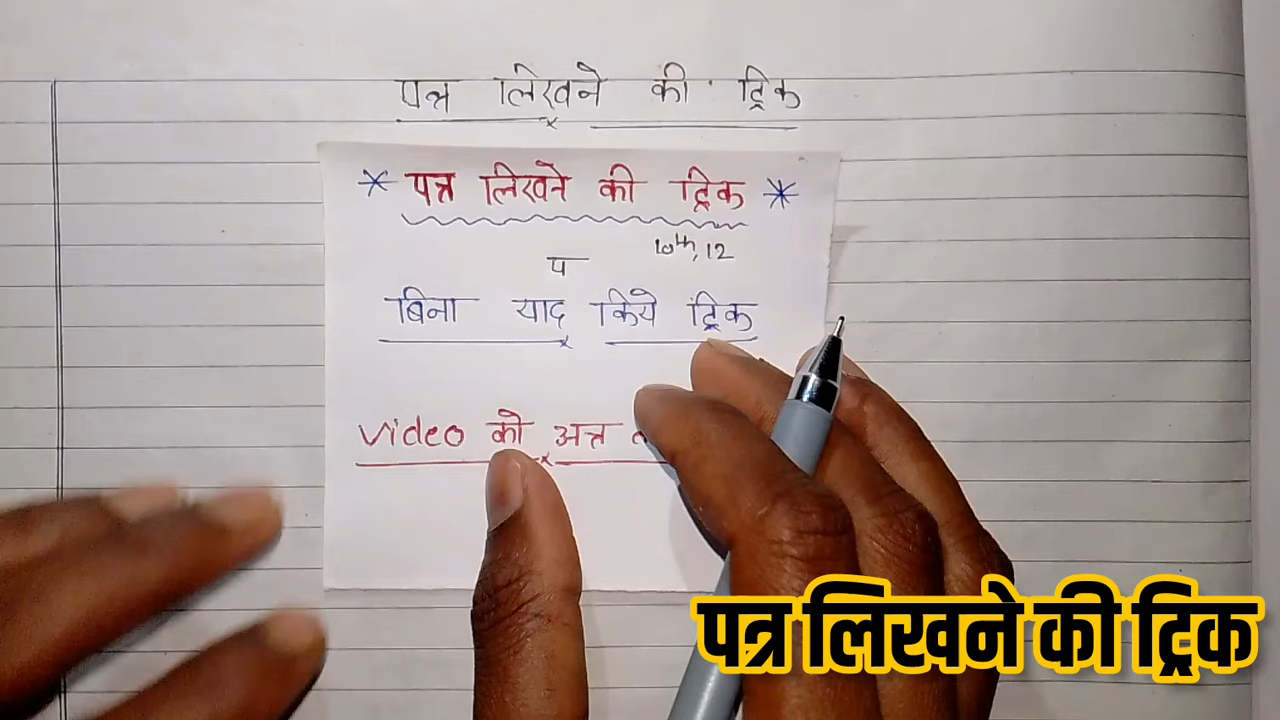 पत्र लिखने की ट्रिक
* पत्र लिखने की ट्रिक *
10th, 12
प
बिना याद किये ट्रिक
video को अन्त
पत्र लिखने की ट्रिक